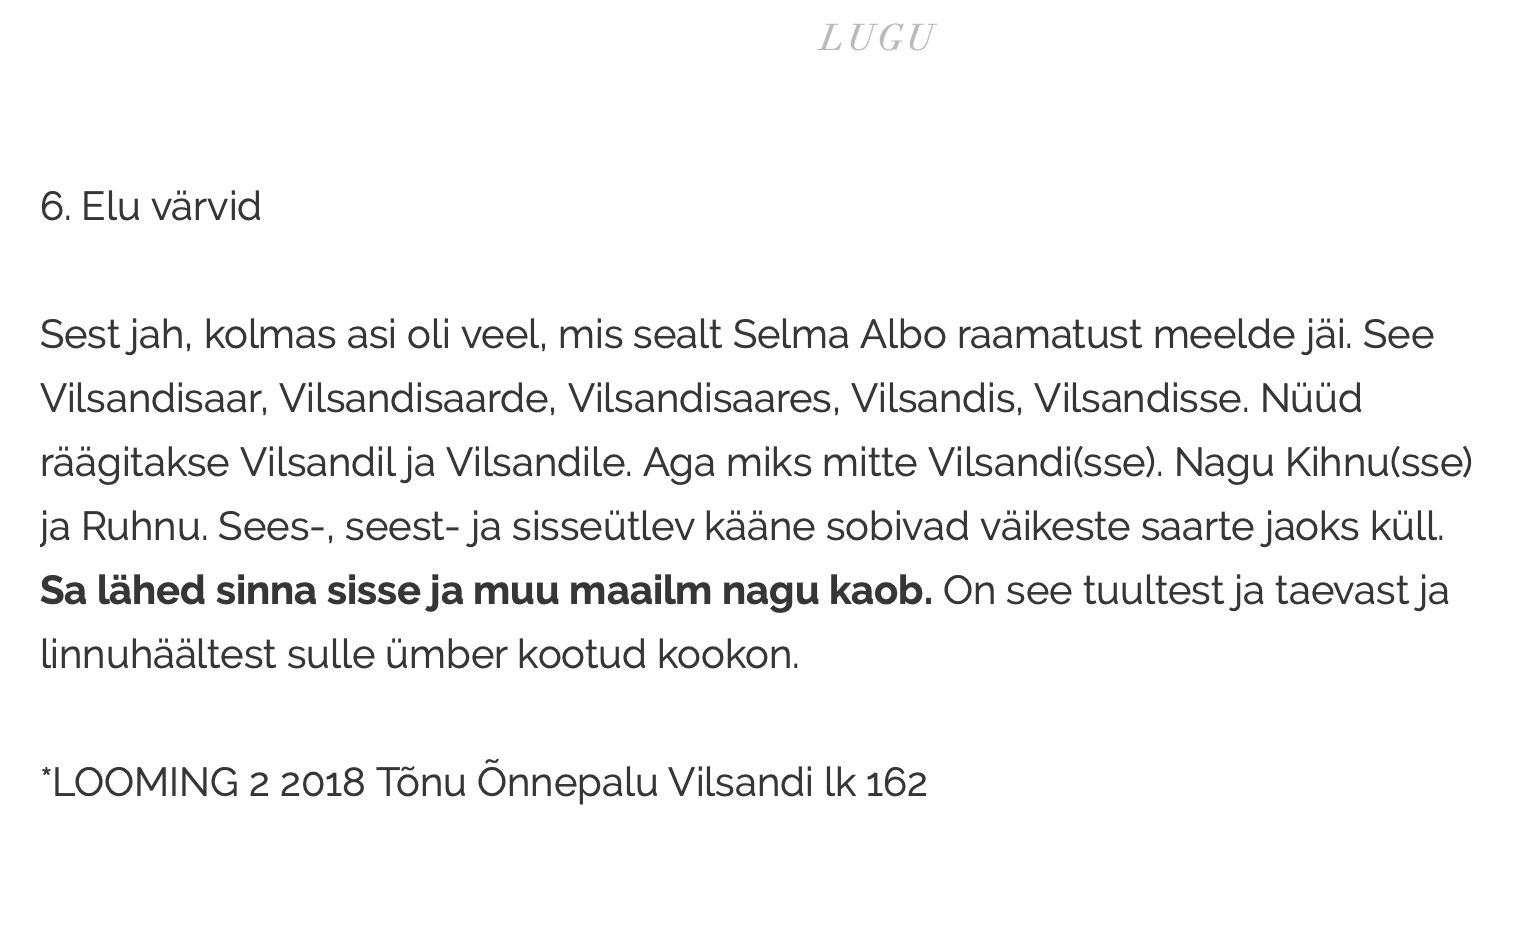 LUGU
6. Elu värvid
Sest jah, kolmas asi oli veel, mis sealt Selma Albo raamatust meelde jäi. See
Vilsandisaar, Vilsandisaarde, Vilsandisaares, Vilsandis, Vilsandisse. Nüüd
räägitakse Vilsandil ja Vilsandile. Aga miks mitte Vilsandi(sse). Nagu Kihnu(sse)
ja Ruhnu. Sees-, seest- ja sisseütlev kääne sobivad väikeste saarte jaoks küll.
Sa lähed sinna sisse ja muu maailm nagu kaob. On see tuultest ja taevast ja
linnuhäältest sulle ümber kootud kookon.
*LOOMING 2 2018 Tõnu Õnnepalu Vilsandi lk 162